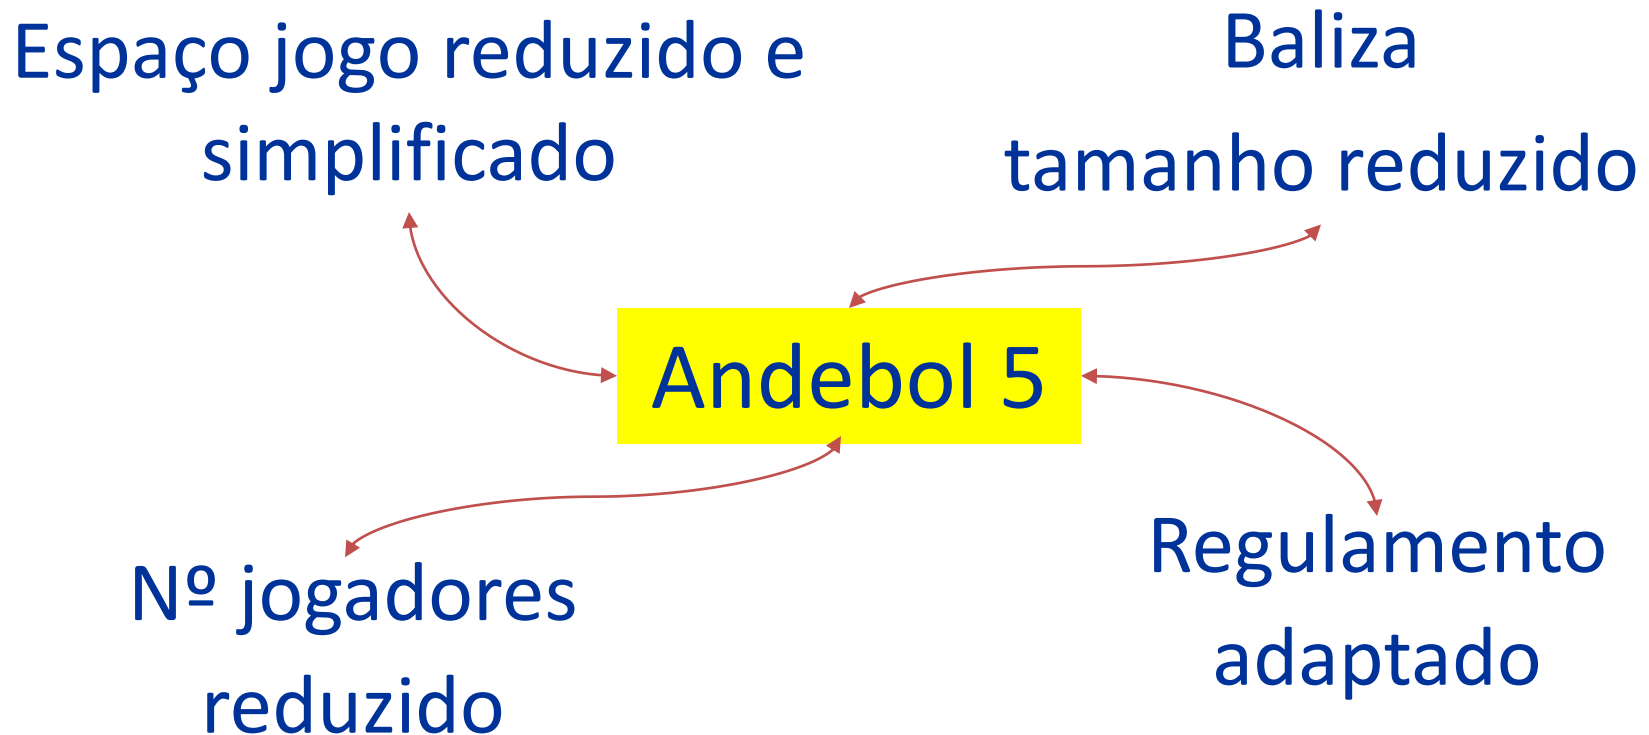 Espaço jogo reduzido e
simplificado
Baliza
tamanho reduzido
Andebol 5
Nº jogadores
reduzido
Regulamento
adaptado